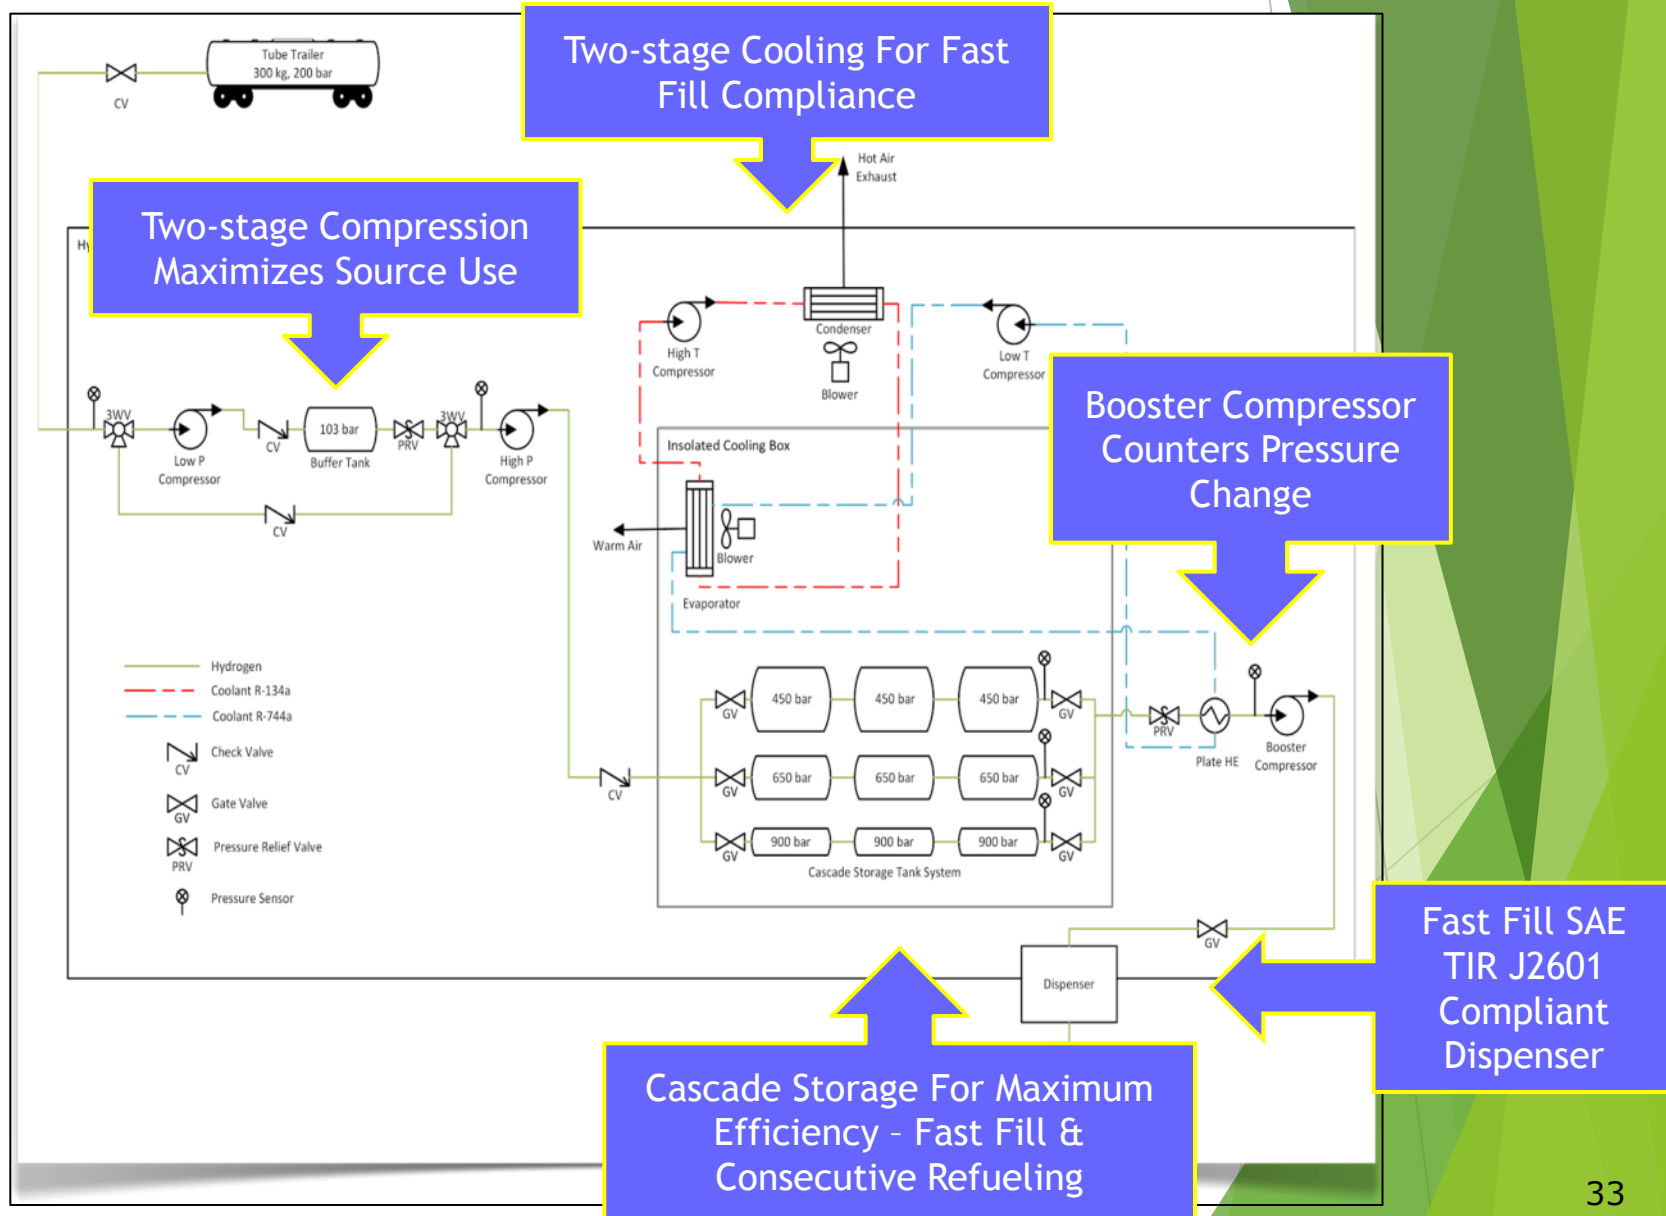 Two-stage Cooling For Fast
Fill Compliance
Tube Trailer
300 kg, 200 bar
CV
Hot Air
Exhaust
Two-stage Compression
Maximizes Source Use
Hy
Condenser
High T
Compressor
Blower
Low T
Compressor
Booster Compressor
Counters Pressure
Change
3WV
Low P
Compressor
CV
103 bar
Buffer Tank
PRV
3WV
High P
Compressor
CV
Insolated Cooling Box
Warm Air
Blower
Evaporator
Hydrogen
Coolant R-134a
Coolant R-744a
Check Valve
CV
Gate Valve
GV
Pressure Relief Valve
PRV
Pressure Sensor
CV
GV
450 bar
450 bar
450 bar
GV
GV
650 bar
650 bar
650 bar
GV
GV
900 bar
900 bar
900 bar
GV
Cascade Storage Tank System
PRV
Plate HE
Booster
Compressor
GV
Dispenser
Fast Fill SAE
TIR J2601
Compliant
Dispenser
Cascade Storage For Maximum
Efficiency – Fast Fill &
Consecutive Refueling
33